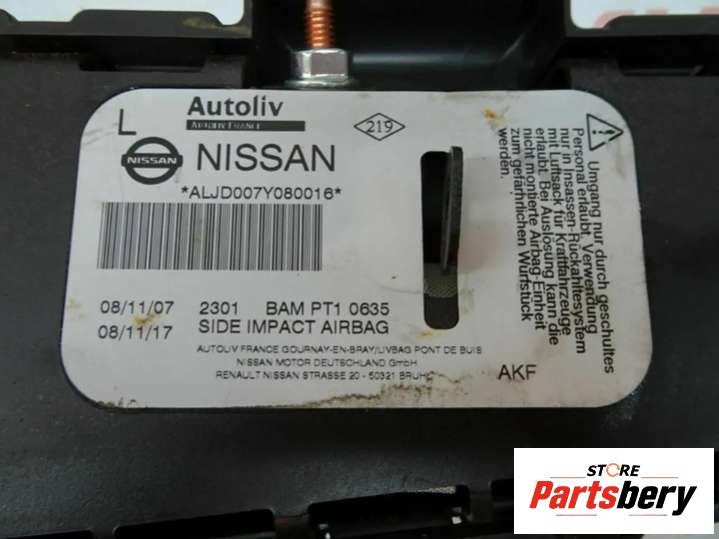 L
Autoliv
AUTOLIV FRANCE
219
NISSAN
NISSAN
*ALJD007Y080016*
08/11/07 2301 BAM PT1 0635
08/11/17 SIDE IMPACT AIRBAG
AUTOLIV FRANCE GOURNAY-EN-BRAY/LIVBAG PONT DE BUIS
NISSAN MOTOR DEUTSCHLAND GmbH
RENAULT NISSAN STRASSE 20 - 50321 BRUHL
AKF
Umgang nur durch geschultes
Personal erlaubt. Verwendung
nur in Insassen-Rückahltesystem
mit Luftsack für Kraftfahrzeuge
erlaubt. Bei Auslösung kann die
nicht montierte Airbag-Einheit
zum gefährlichen Wurfstück
werden.
STORE
Partsbery